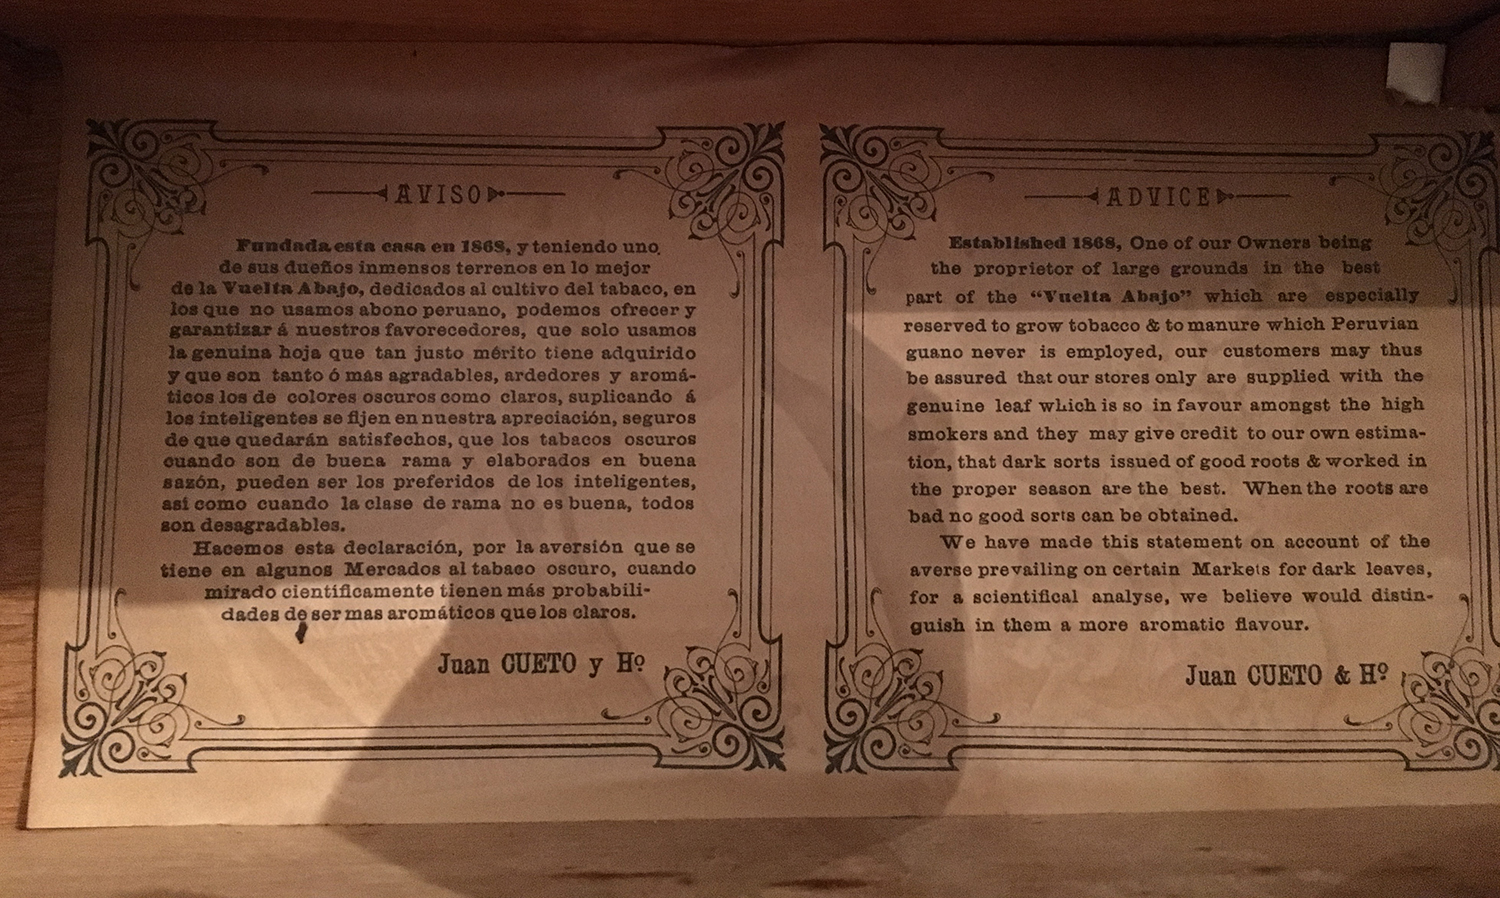 AVISO
Fundada esta casa en 1868, y teniendo uno
de sus dueños inmensos terrenos en lo mejor
de la Vuelta Abajo, dedicados al cultivo del tabaco, en
los que no usamos abono peruano, podemos ofrecer y
garantizar á nuestros favorecedores, que solo usamos
la genuina hoja que tan justo mérito tiene adquirido
y que son tanto ó más agradables, ardedores y aromá-
ticos los de colores oscuros como claros, suplicando á
los inteligentes se fijen en nuestra apreciación, seguros
de que quedarán satisfechos, que los tabacos oscuros
cuando son de buena rama y elaborados en buena
sazón, pueden ser los preferidos de los inteligentes,
asi como cuando la clase de rama no es buena, todos
son desagradables.
Hacemos esta declaración, por la aversión que se
tiene en algunos Mercados al tabaco oscuro, cuando
mirado científicamente tienen más probabili-
dades de ser mas aromáticos que los claros.
Juan CUETO y Hº
ADVICE
Established 1868, One of our Owners being
the proprietor of large grounds in the best
part of the “Vuelta Abajo” which are especially
reserved to grow tobacco & to manure which Peruvian
guano never is employed, our customers may thus
be assured that our stores only are supplied with the
genuine leaf which is so in favour amongst the high
smokers and they may give credit to our own estima-
tion, that dark sorts issued of good roots & worked in
the proper season are the best. When the roots are
bad no good sorts can be obtained.
We have made this statement on account of the
averse prevailing on certain Markets for dark leaves,
for a scientifical analyse, we believe would distin-
guish in them a more aromatic flavour.
Juan CUETO & Hº